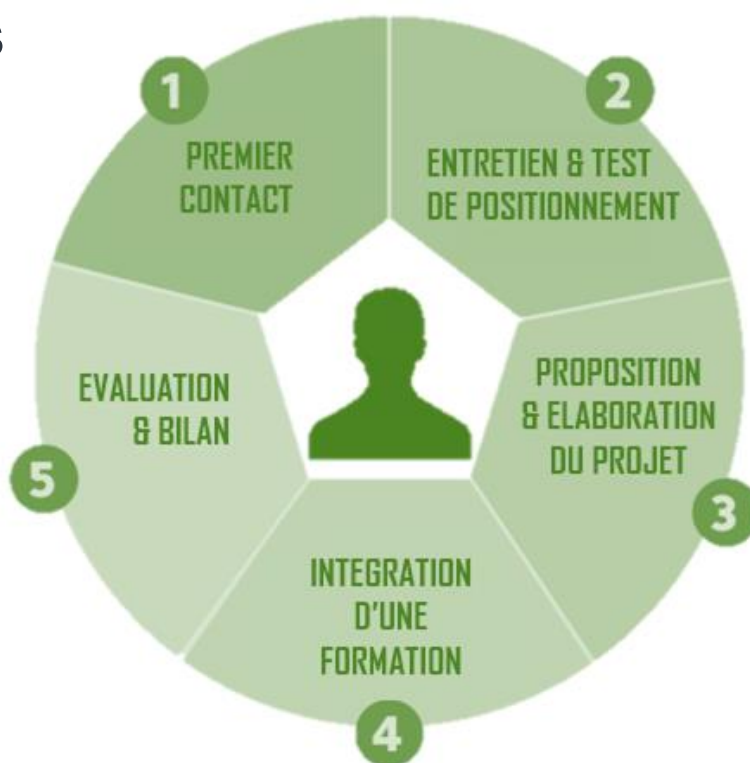 1
PREMIER
CONTACT
2
ENTRETIEN & TEST
DE POSITIONNEMENT
PROPOSITION
& ELABORATION
DU PROJET
3
INTEGRATION
D'UNE
FORMATION
4
EVALUATION
& BILAN
5